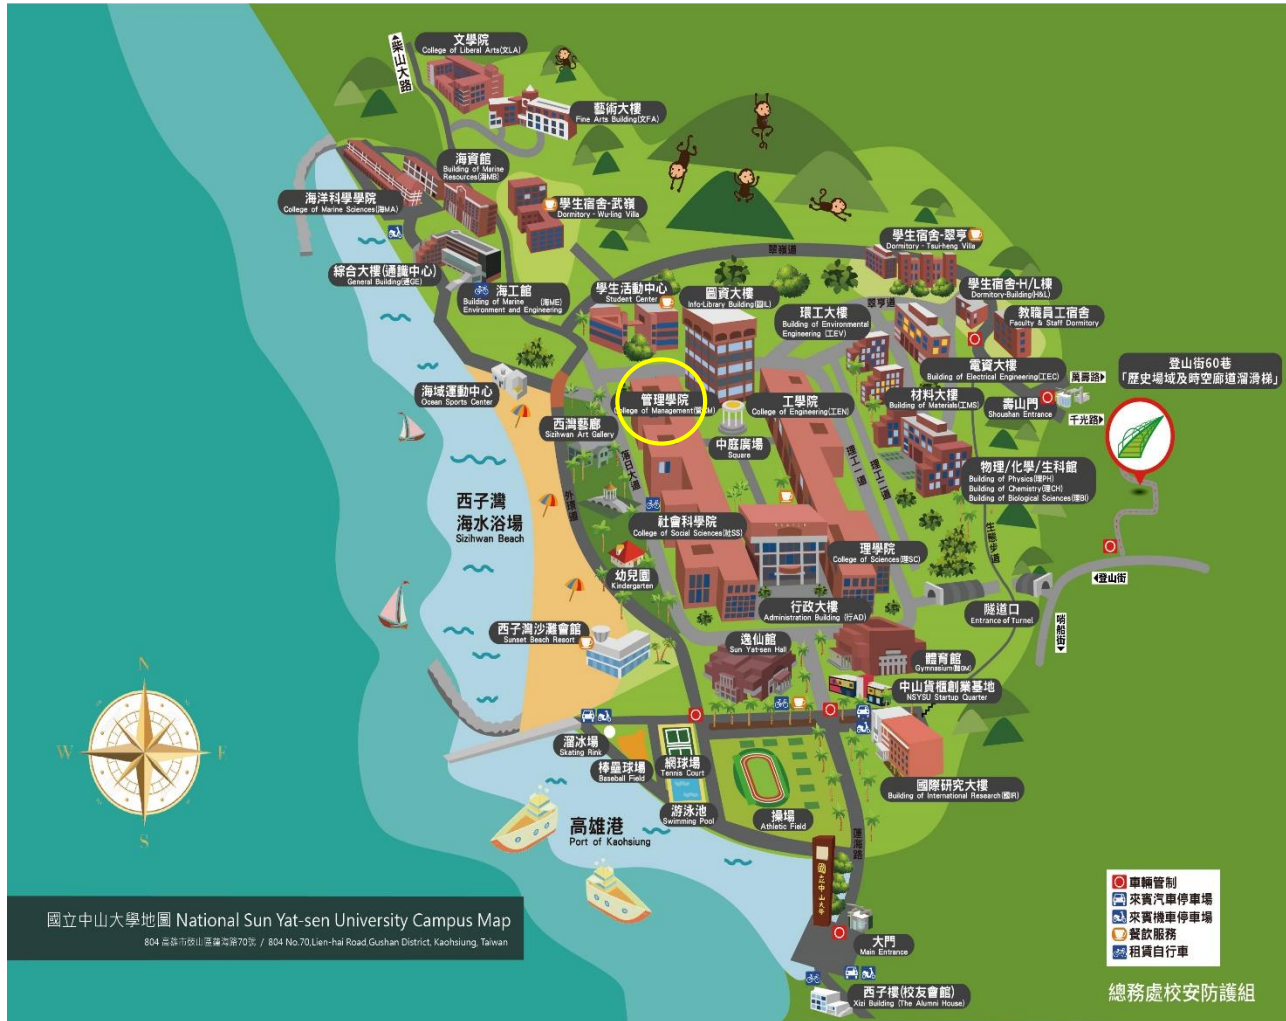 文學院
College of Liberal Arts(文LA)
柴山大路
藝術大樓
Fine Arts Building(文FA)
海資館
Building of Marine
Resources(海MB)
海洋科學學院
College of Marine Sciences(海MA)
學生宿舍-武嶺
Dormitory - Wu-ling Villa
綜合大樓(通識中心)
General Building(通GE)
海工館
Building of Marine (海ME)
Environment and Engineering
學生活動中心
Student Center
圖資大樓
Info-Library Building(圖IL)
翠嶺道
學生宿舍-翠亨
Dormitory - Tsui-heng Villa
學生宿舍-H/L棟
Dormitory-Building(H&L)
翠亨道
教職員工宿舍
Faculty & Staff Dormitory
環工大樓
Building of Environmental
Engineering (工EV)
電資大樓
Building of Electrical Engineering(工EC)
萬壽路
登山街60巷
「歷史場域及時空廊道溜滑梯」
海域運動中心
Ocean Sports Center
管理學院
College of Management(管CM)
工學院
College of Engineering(工EN)
材料大樓
Building of Materials(工MS)
壽山門
Shoushan Entrance
千光路
西灣藝廊
Sizihwan Art Gallery
中庭廣場
Square
落日大道
理工一道
理工二道
物理/化學/生科館
Building of Physics(理PH)
Building of Chemistry(理CH)
Building of Biological Sciences(理BI)
西子灣
海水浴場
Sizihwan Beach
外環道
社會科學院
College of Social Sciences(社SS)
理學院
College of Sciences(理SC)
生態步道
幼兒園
Kindergarten
登山街
行政大樓
Administration Building (行AD)
隧道口
Entrance of Tunnel
哨船街
西子灣沙灘會館
Sunset Beach Resort
逸仙館
Sun Yat-sen Hall
體育館
Gymnasium(體GM)
中山貨櫃創業基地
NSYSU Startup Quarter
N
W
E
S
溜冰場
Skating Rink
棒壘球場
Baseball Field
網球場
Tennis Court
游泳池
Swimming Pool
操場
Athletic Field
國際研究大樓
Building of International Research(國IR)
高雄港
Port of Kaohsiung
蓮海路
國立中山大學
大門
Main Entrance
西子樓(校友會館)
Xizi Building (The Alumni House)
國立中山大學地圖 National Sun Yat-sen University Campus Map
804 高雄市鼓山區蓮海路70號 / 804 No.70,Lien-hai Road,Gushan District, Kaohsiung, Taiwan
車輛管制
來賓汽車停車場
來賓機車停車場
餐飲服務
租賃自行車
總務處校安防護組